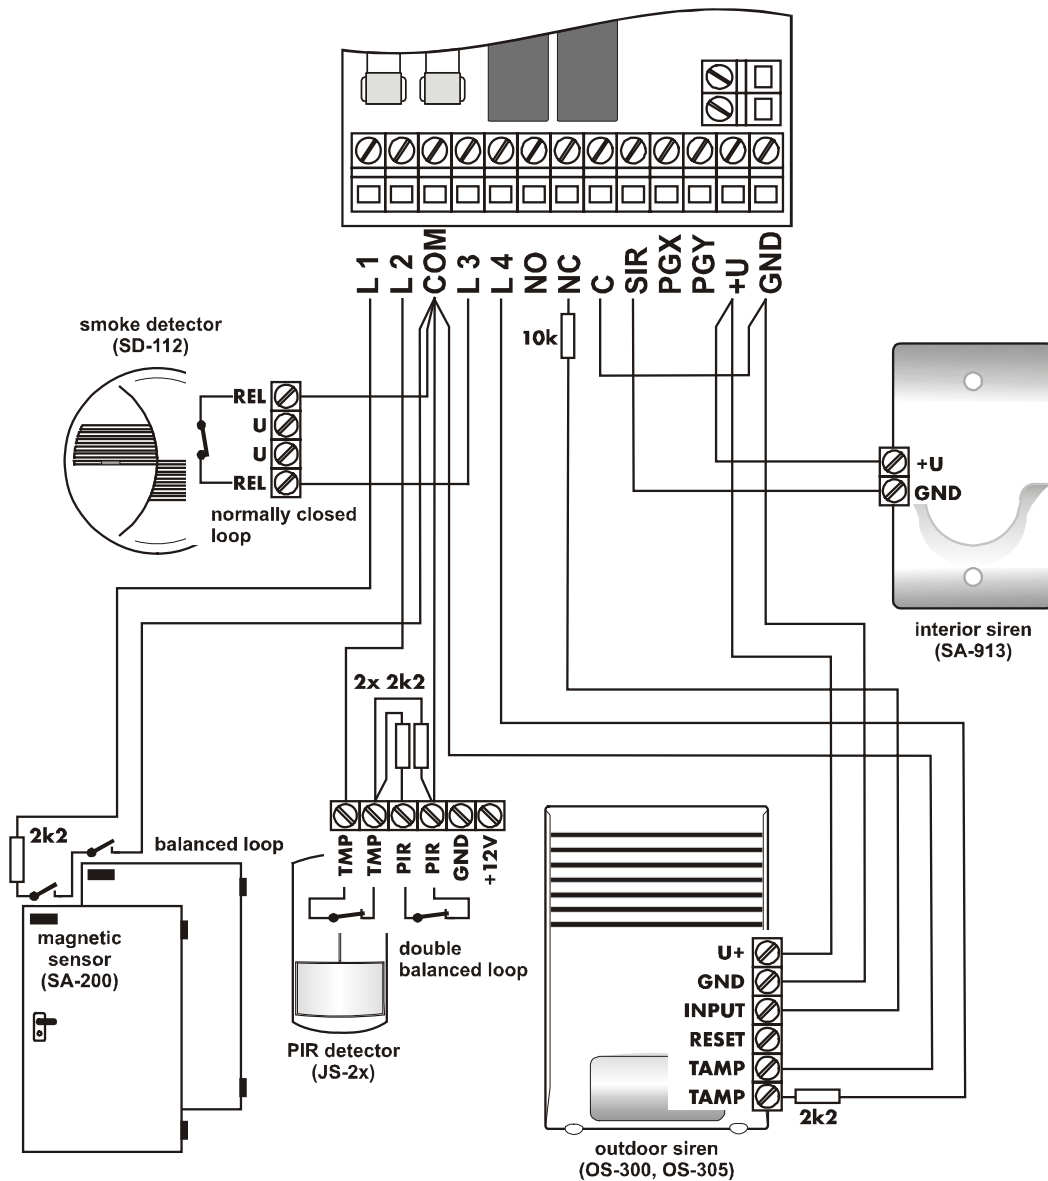 L 1
L 2
COM
L 3
L 4
NO
NC
C
SIR
PGX
PGY
+U
GND
smoke detector
(SD-112)
10k
REL
U
U
REL
normally closed
loop
+U
GND
interior siren
(SA-913)
2x 2k2
2k2
balanced loop
TMP
TMP
PIR
PIR
GND
+12V
magnetic
sensor
(SA-200)
double
balanced loop
PIR detector
(JS-2x)
U+
GND
INPUT
RESET
TAMP
TAMP
2k2
outdoor siren
(OS-300, OS-305)